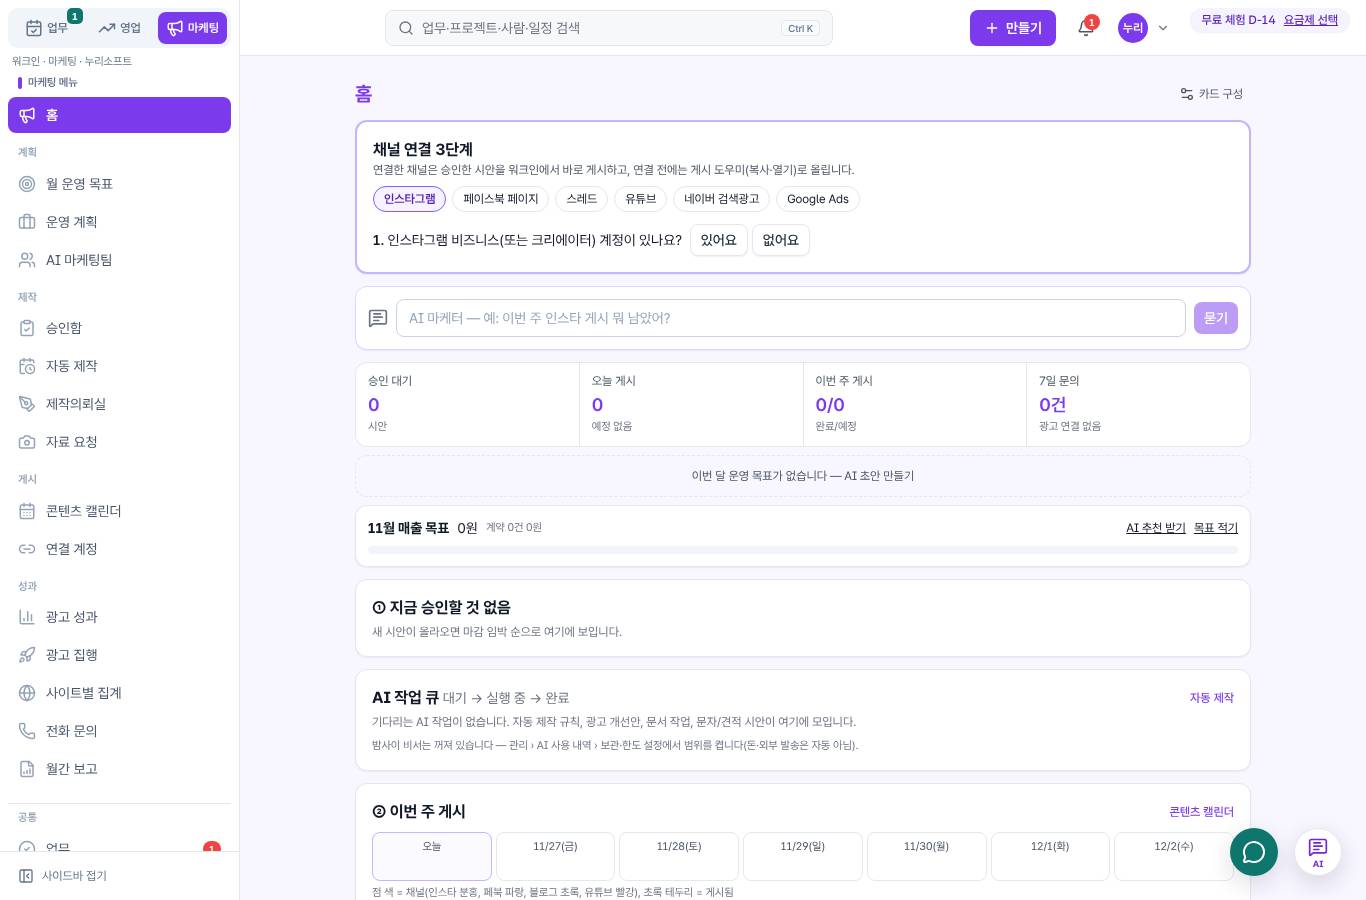 업무 1 영업 마케팅
워크인 · 마케팅 · 누리소프트
마케팅 메뉴
홈
계획
월 운영 목표
운영 계획
AI 마케팅팀
제작
승인함
자동 제작
제작의뢰실
자료 요청
게시
콘텐츠 캘린더
연결 계정
성과
광고 성과
광고 집행
사이트별 집계
전화 문의
월간 보고
공통
업무 1
사이드바 접기
업무·프로젝트·사람·일정 검색 Ctrl K
만들기
1
누리
무료 체험 D-14 요금제 선택
홈
카드 구성
채널 연결 3단계
연결한 채널은 승인한 시안을 워크인에서 바로 게시하고, 연결 전에는 게시 도우미(복사·열기)로 올립니다.
인스타그램 페이스북 페이지 스레드 유튜브 네이버 검색광고 Google Ads
1. 인스타그램 비즈니스(또는 크리에이터) 계정이 있나요? 있어요 없어요
AI 마케터 — 예: 이번 주 인스타 게시 뭐 남았어? 묻기
승인 대기
0
시안
오늘 게시
0
예정 없음
이번 주 게시
0/0
완료/예정
7일 문의
0건
광고 연결 없음
이번 달 운영 목표가 없습니다 — AI 초안 만들기
11월 매출 목표 0원 계약 0건 0원 AI 추천 받기 목표 적기
① 지금 승인할 것 없음
새 시안이 올라오면 마감 임박 순으로 여기에 보입니다.
AI 작업 큐 대기 → 실행 중 → 완료 자동 제작
기다리는 AI 작업이 없습니다. 자동 제작 규칙, 광고 개선안, 문서 작업, 문자/견적 시안이 여기에 모입니다.
밤사이 비서는 꺼져 있습니다 — 관리 › AI 사용 내역 › 보관·한도 설정에서 범위를 켭니다(돈·외부 발송은 자동 아님).
② 이번 주 게시 콘텐츠 캘린더
오늘 11/27(금) 11/28(토) 11/29(일) 11/30(월) 12/1(화) 12/2(수)
점 색 = 채널(인스타 분홍, 페북 파랑, 블로그 초록, 유튜브 빨강), 초록 테두리 = 게시됨
AI